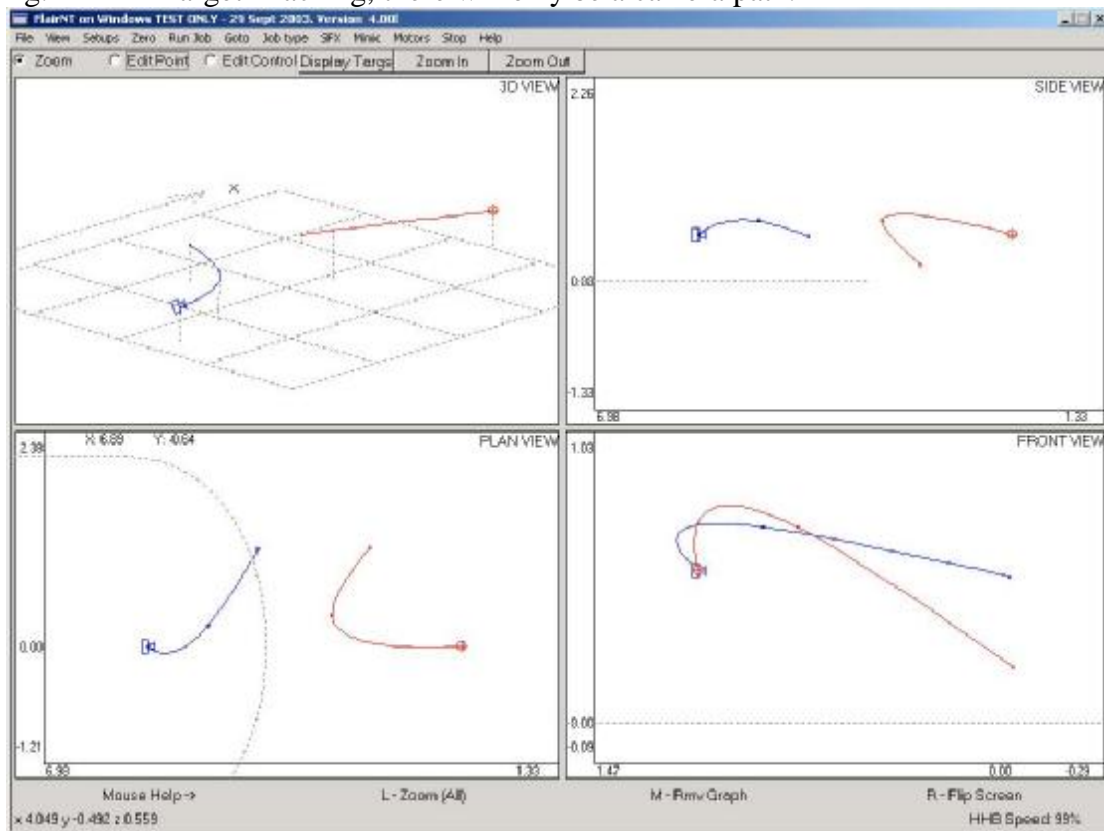 FlairNT on Windows TEST ONLY - 29 Sept 2003. Version 4.00l
File View Setups Zero Run Job Goto Job type SFX Mimic Motors Stop Help
Zoom Edit Point Edit Control Display Targs Zoom In Zoom Out
3D VIEW
X
SIDE VIEW
2.26
0.00
-1.33
6.98 1.33
PLAN VIEW
X: 6.89 Y: -0.64
2.39
0.00
-1.21
6.98 1.33
FRONT VIEW
1.03
-0.00
-0.09
1.47 0.00 -0.29
Mouse Help-> L - Zoom (All) M - Rmv Graph R - Flip Screen
x 4.049 y -0.492 z 0.559 HHB Speed: 99%